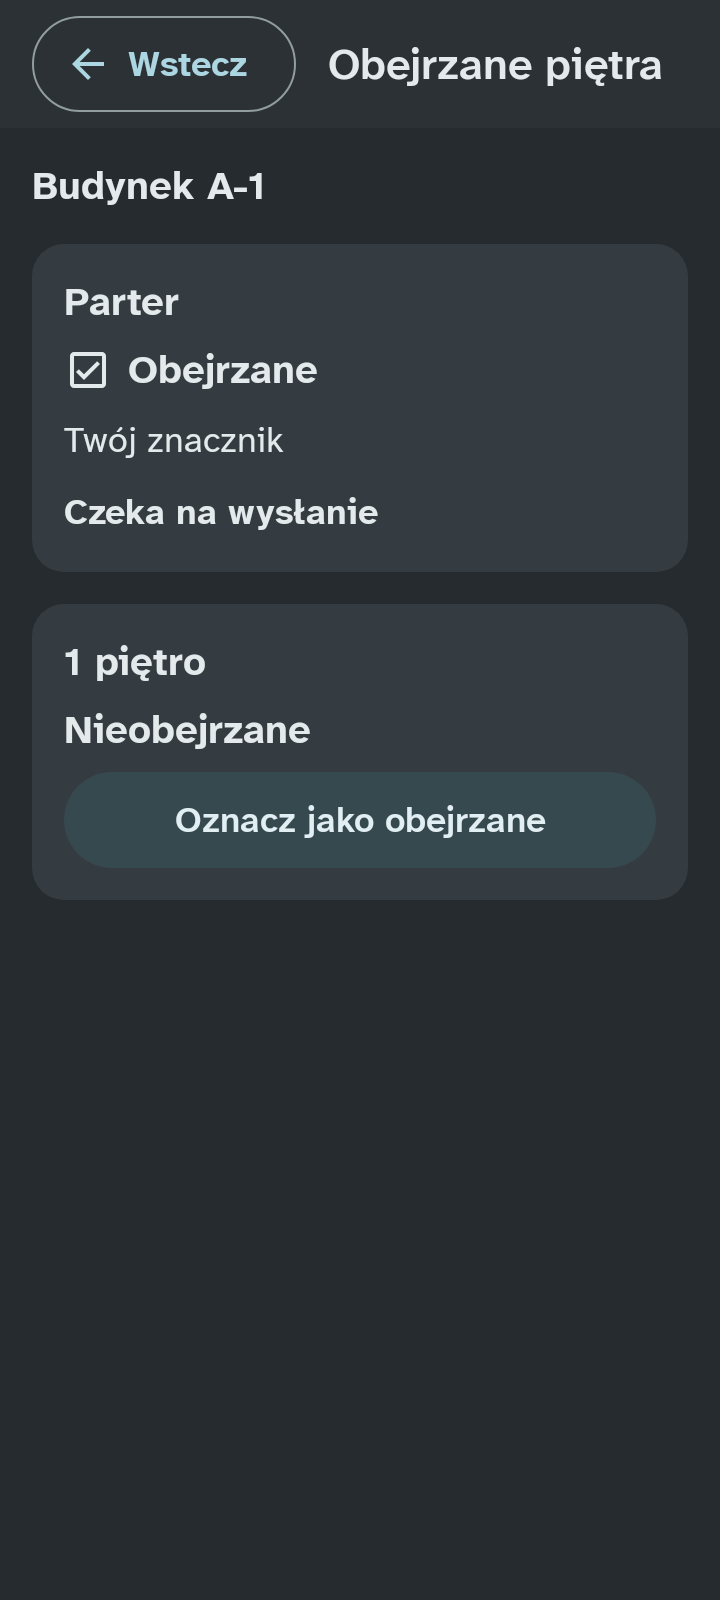 Wstecz
Obejrzane piętra
Budynek A-1
Parter
Obejrzane
Twój znacznik
Czeka na wysłanie
1 piętro
Nieobejrzane
Oznacz jako obejrzane